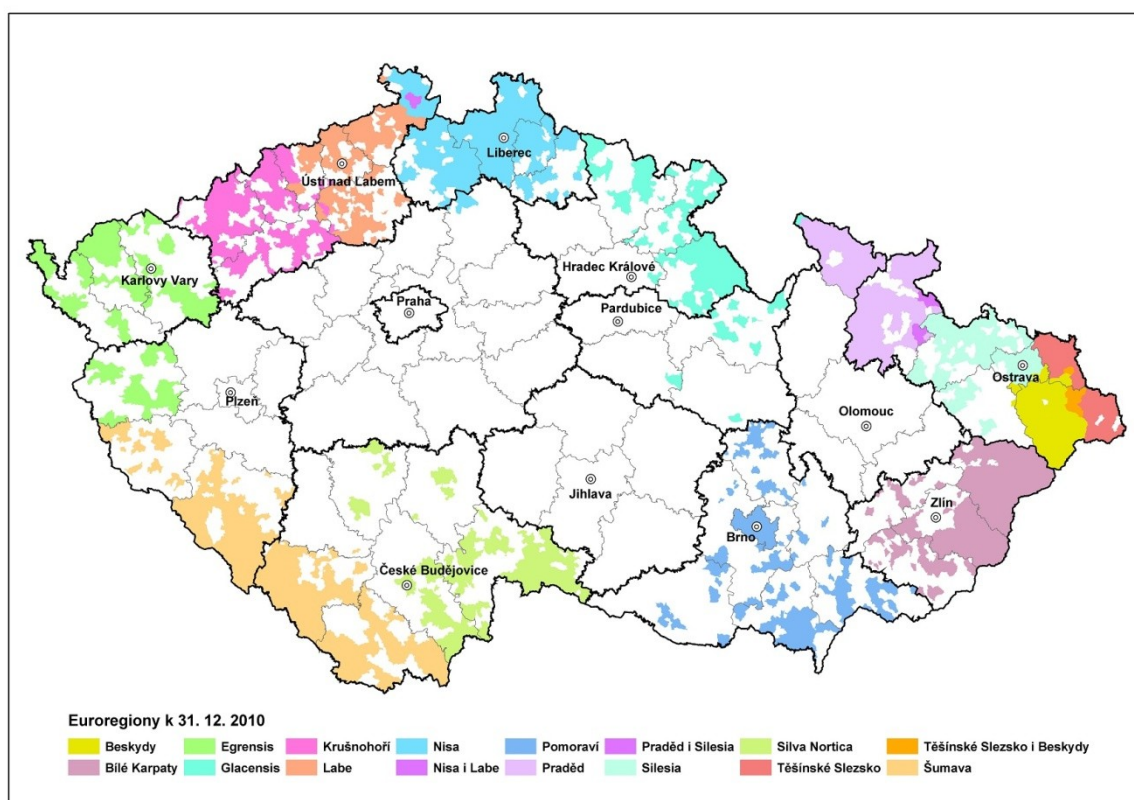 Liberec
Ústí nad Labem
Karlovy Vary
Hradec Králové
Praha
Pardubice
Plzeň
Ostrava
Olomouc
Jihlava
Zlín
Brno
České Budějovice
Euroregiony k 31. 12. 2010
Beskydy Egrensis Krušnohoří Nisa Pomoraví Praděd i Silesia Silva Nortica Těšínské Slezsko i Beskydy
Bílé Karpaty Glacensis Labe Nisa i Labe Praděd Silesia Těšínské Slezsko Šumava